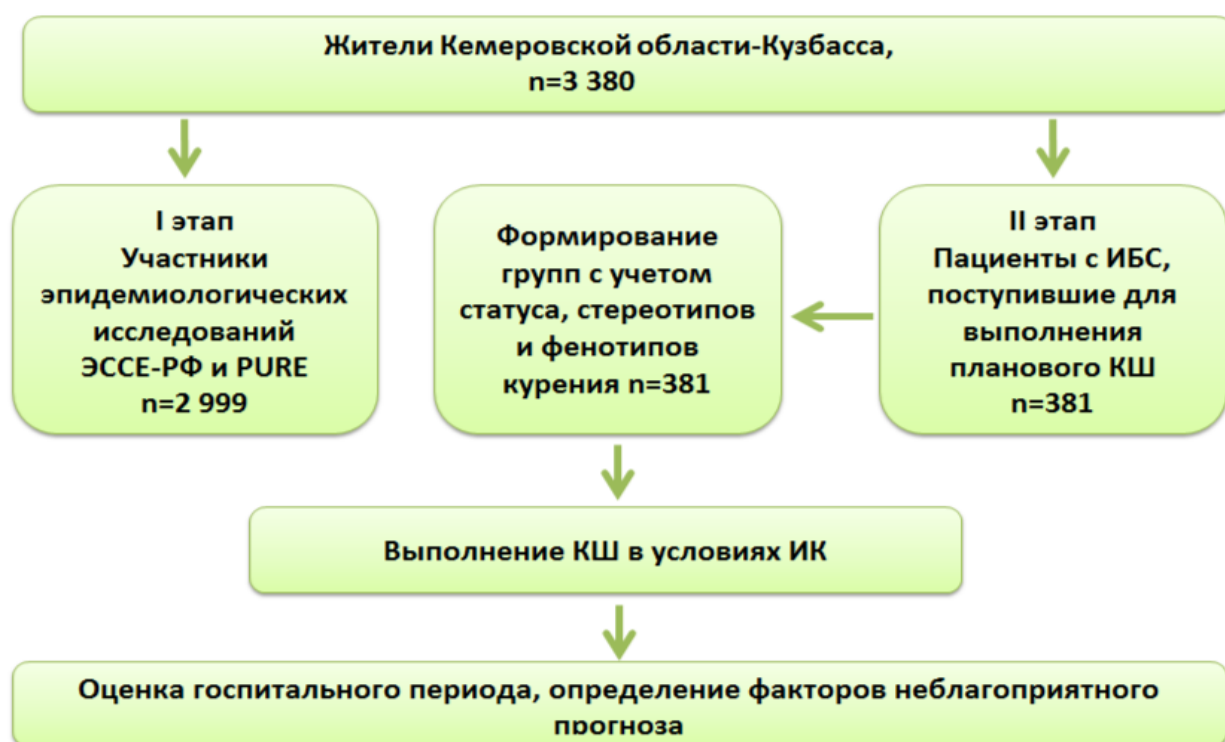 Жители Кемеровской области-Кузбасса,
n=3 380
I этап
Участники
эпидемиологических
исследований
ЭССЕ-РФ и PURE
n=2 999
Формирование
групп с учетом
статуса, стереотипов
и фенотипов
курения n=381
II этап
Пациенты с ИБС,
поступившие для
выполнения
планового КШ
n=381
Выполнение КШ в условиях ИК
Оценка госпитального периода, определение факторов неблагоприятного
прогноза